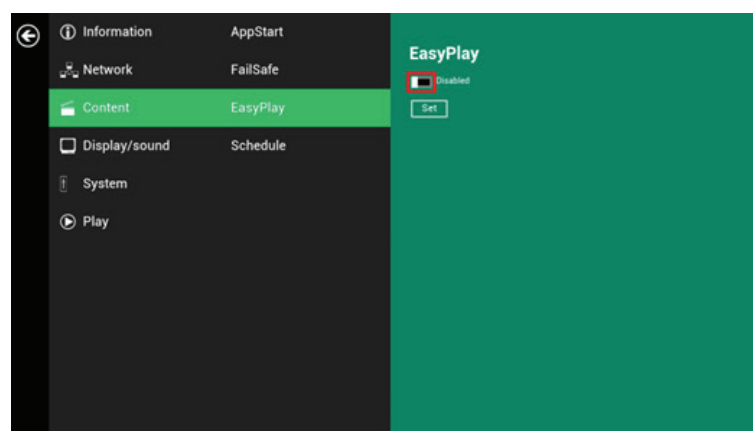 Information
Network
Content
Display/sound
System
Play
AppStart
FailSafe
EasyPlay
Schedule
EasyPlay
Disabled
Set